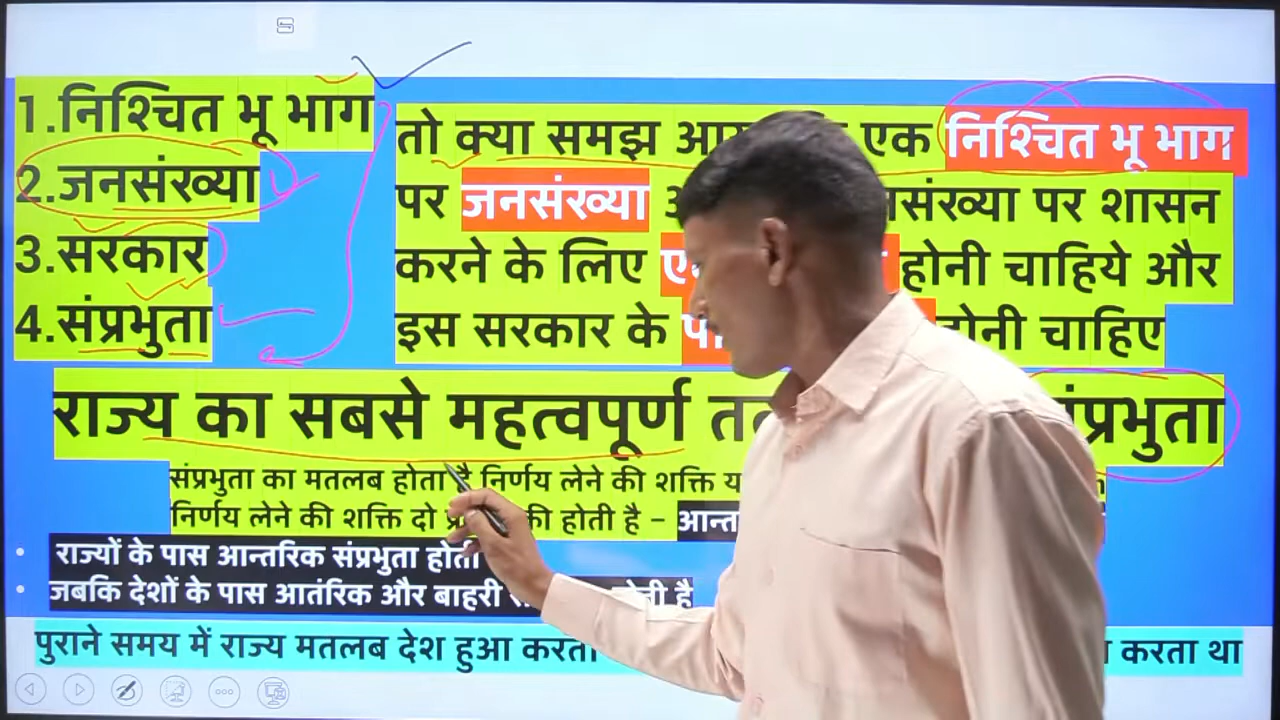 1.निश्चित भू भाग
2.जनसंख्या
3.सरकार
4.संप्रभुता
तो क्या समझ एक निश्चित भू भाग
पर जनसंख्या पर शासन
करने के लिए होनी चाहिये और
इस सरकार के होनी चाहिए
राज्य का सबसे महत्वपूर्ण संप्रभुता
संप्रभुता का मतलब होता है निर्णय लेने की शक्ति
निर्णय लेने की शक्ति दो की होती है –
राज्यों के पास आन्तरिक संप्रभुता होती
जबकि देशों के पास आतंरिक और बाहरी होती है
पुराने समय में राज्य मतलब देश हुआ करता करता था